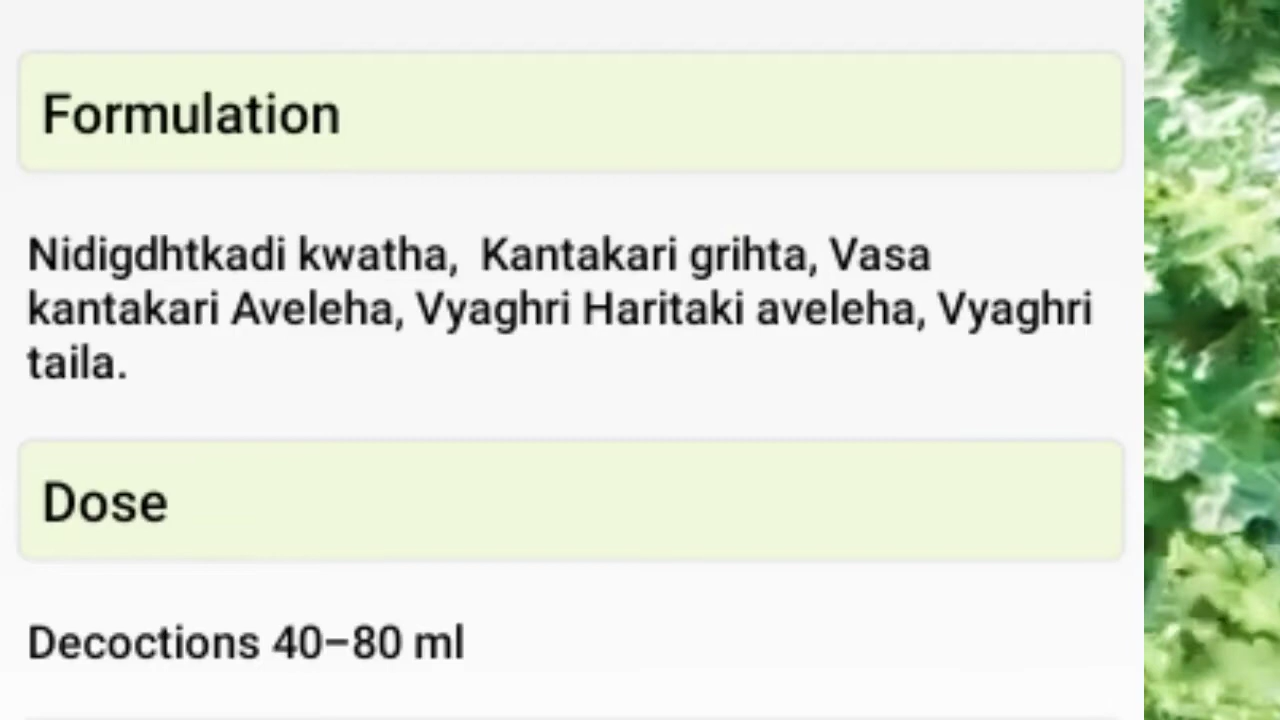 Formulation
Nidigdhtkadi kwatha, Kantakari grihta, Vasa
kantakari Aveleha, Vyaghri Haritaki aveleha, Vyaghri
taila.
Dose
Decoctions 40–80 ml